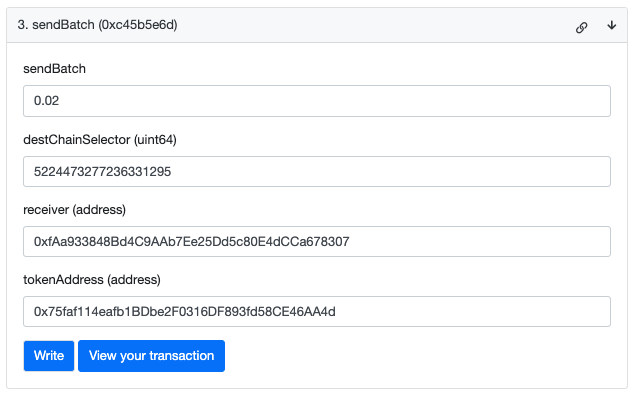 3. sendBatch (0xc45b5e6d)
sendBatch
0.02
destChainSelector (uint64)
5224473277236331295
receiver (address)
0xfAa933848Bd4C9AAb7Ee25Dd5c80E4dCCa678307
tokenAddress (address)
0x75faf114eafb1BDbe2F0316DF893fd58CE46AA4d
Write
View your transaction